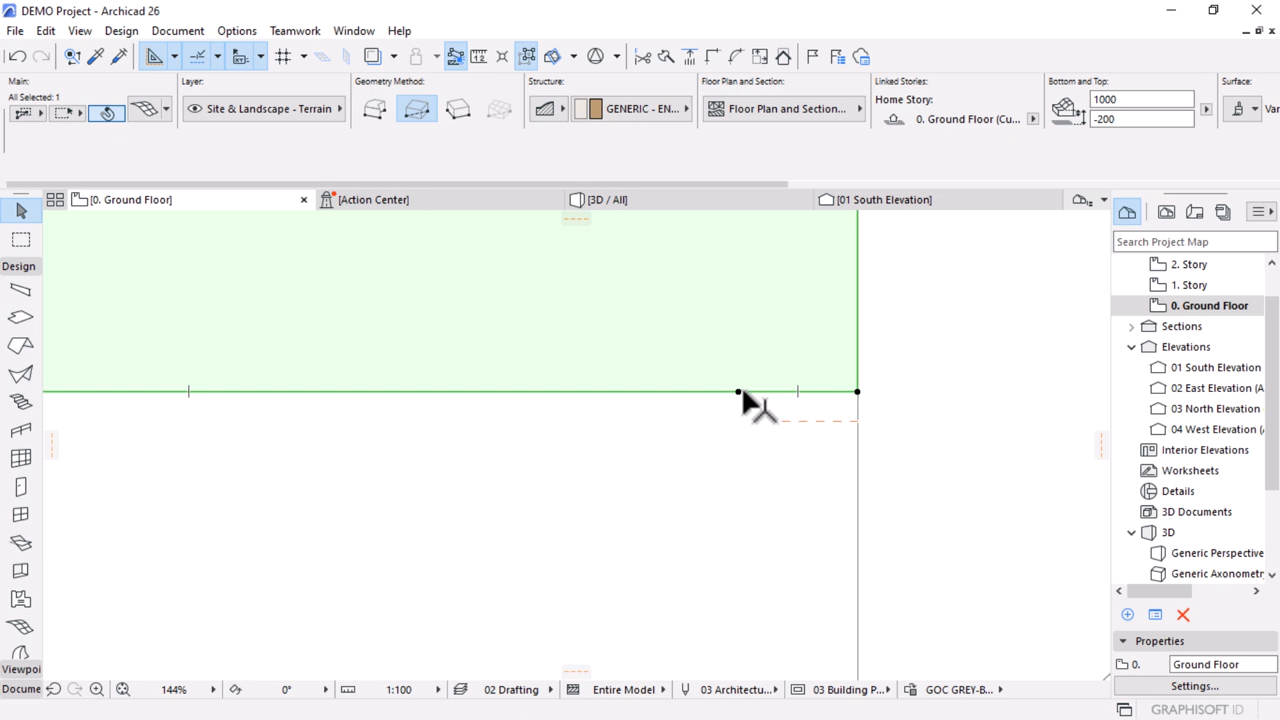 DEMO Project - Archicad 26
File Edit View Design Document Options Teamwork Window Help
Main: Layer: Geometry Method: Structure: Floor Plan and Section: Linked Stories: Bottom and Top: Surface:
All Selected: 1
Home Story:
1000
Site & Landscape - Terrain GENERIC - EN... Floor Plan and Section... 0. Ground Floor (Cu... -200
[0. Ground Floor] [Action Center] [3D / All] [01 South Elevation]
Search Project Map
Design
2. Story
1. Story
0. Ground Floor
Sections
Elevations
01 South Elevation
02 East Elevation (A
03 North Elevation
04 West Elevation (A
Interior Elevations
Worksheets
Details
3D Documents
3D
Generic Perspective
Generic Axonometr
Properties
0. Ground Floor
Viewpoi
Settings...
Docume 144% 0° 1:100 02 Drafting Entire Model 03 Architectu... 03 Building P... GOC GREY-B...
GRAPHISOFT ID